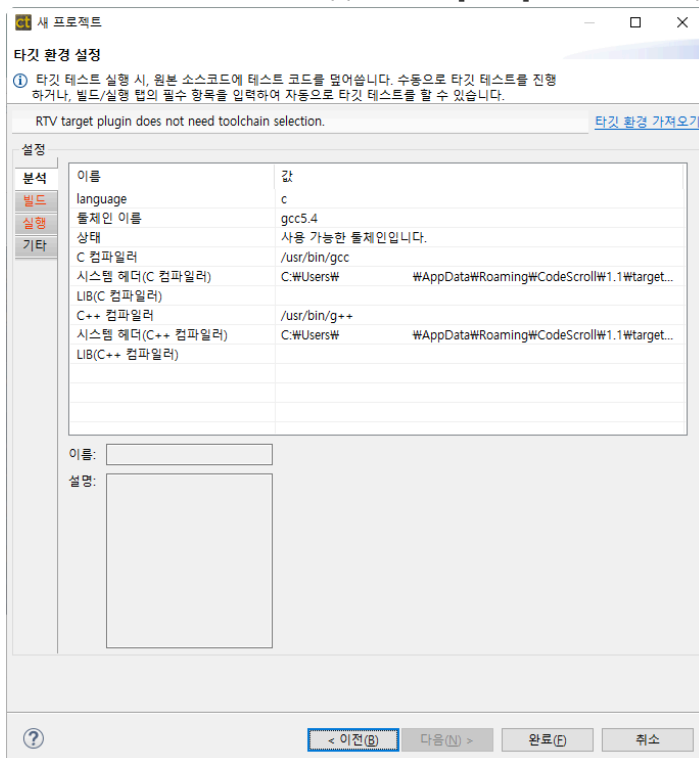 ct 새 프로젝트
타깃 환경 설정
타깃 테스트 실행 시, 원본 소스코드에 테스트 코드를 덮어씁니다. 수동으로 타깃 테스트를 진행
하거나, 빌드/실행 탭의 필수 항목을 입력하여 자동으로 타깃 테스트를 할 수 있습니다.
RTV target plugin does not need toolchain selection. 타깃 환경 가져오기
설정
분석
빌드
실행
기타
이름 값
language c
툴체인 이름 gcc5.4
상태 사용 가능한 툴체인입니다.
C 컴파일러 /usr/bin/gcc
시스템 헤더(C 컴파일러) C:₩Users₩ ₩AppData₩Roaming₩CodeScroll₩1.1₩target...
LIB(C 컴파일러)
C++ 컴파일러 /usr/bin/g++
시스템 헤더(C++ 컴파일러) C:₩Users₩ ₩AppData₩Roaming₩CodeScroll₩1.1₩target...
LIB(C++ 컴파일러)
이름:
설명:
< 이전(B) 다음(N) > 완료(F) 취소